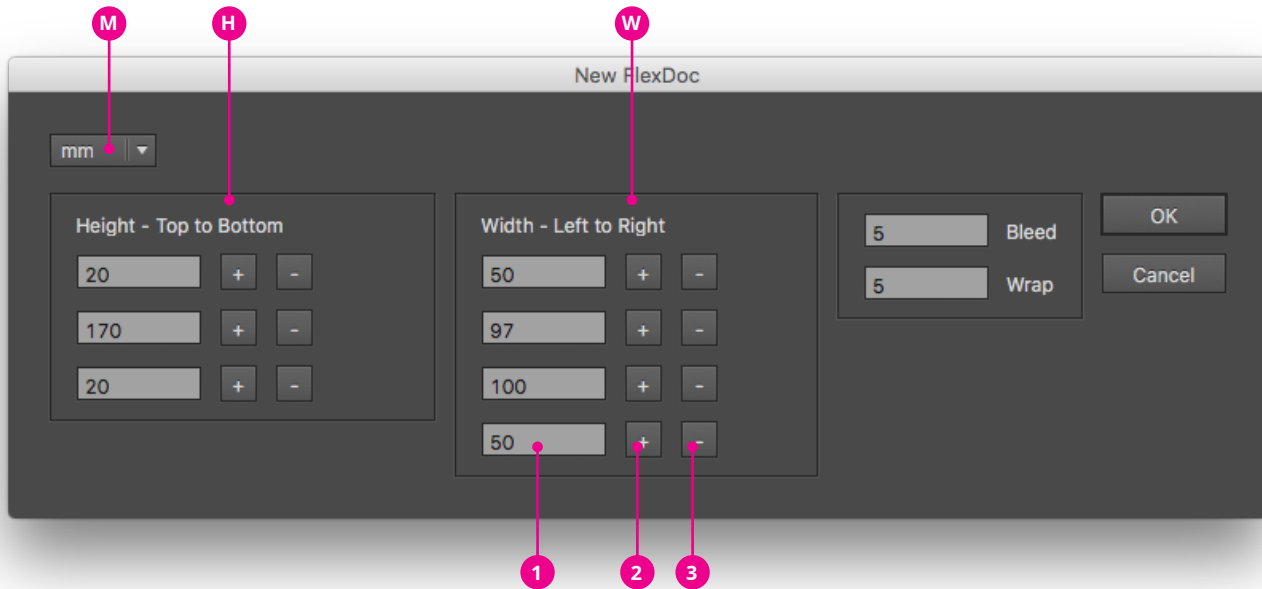 M H W
New FlexDoc
mm
Height - Top to Bottom
20 + -
170 + -
20 + -
Width - Left to Right
50 + -
97 + -
100 + -
50 + -
5 Bleed
5 Wrap
OK
Cancel
1 2 3